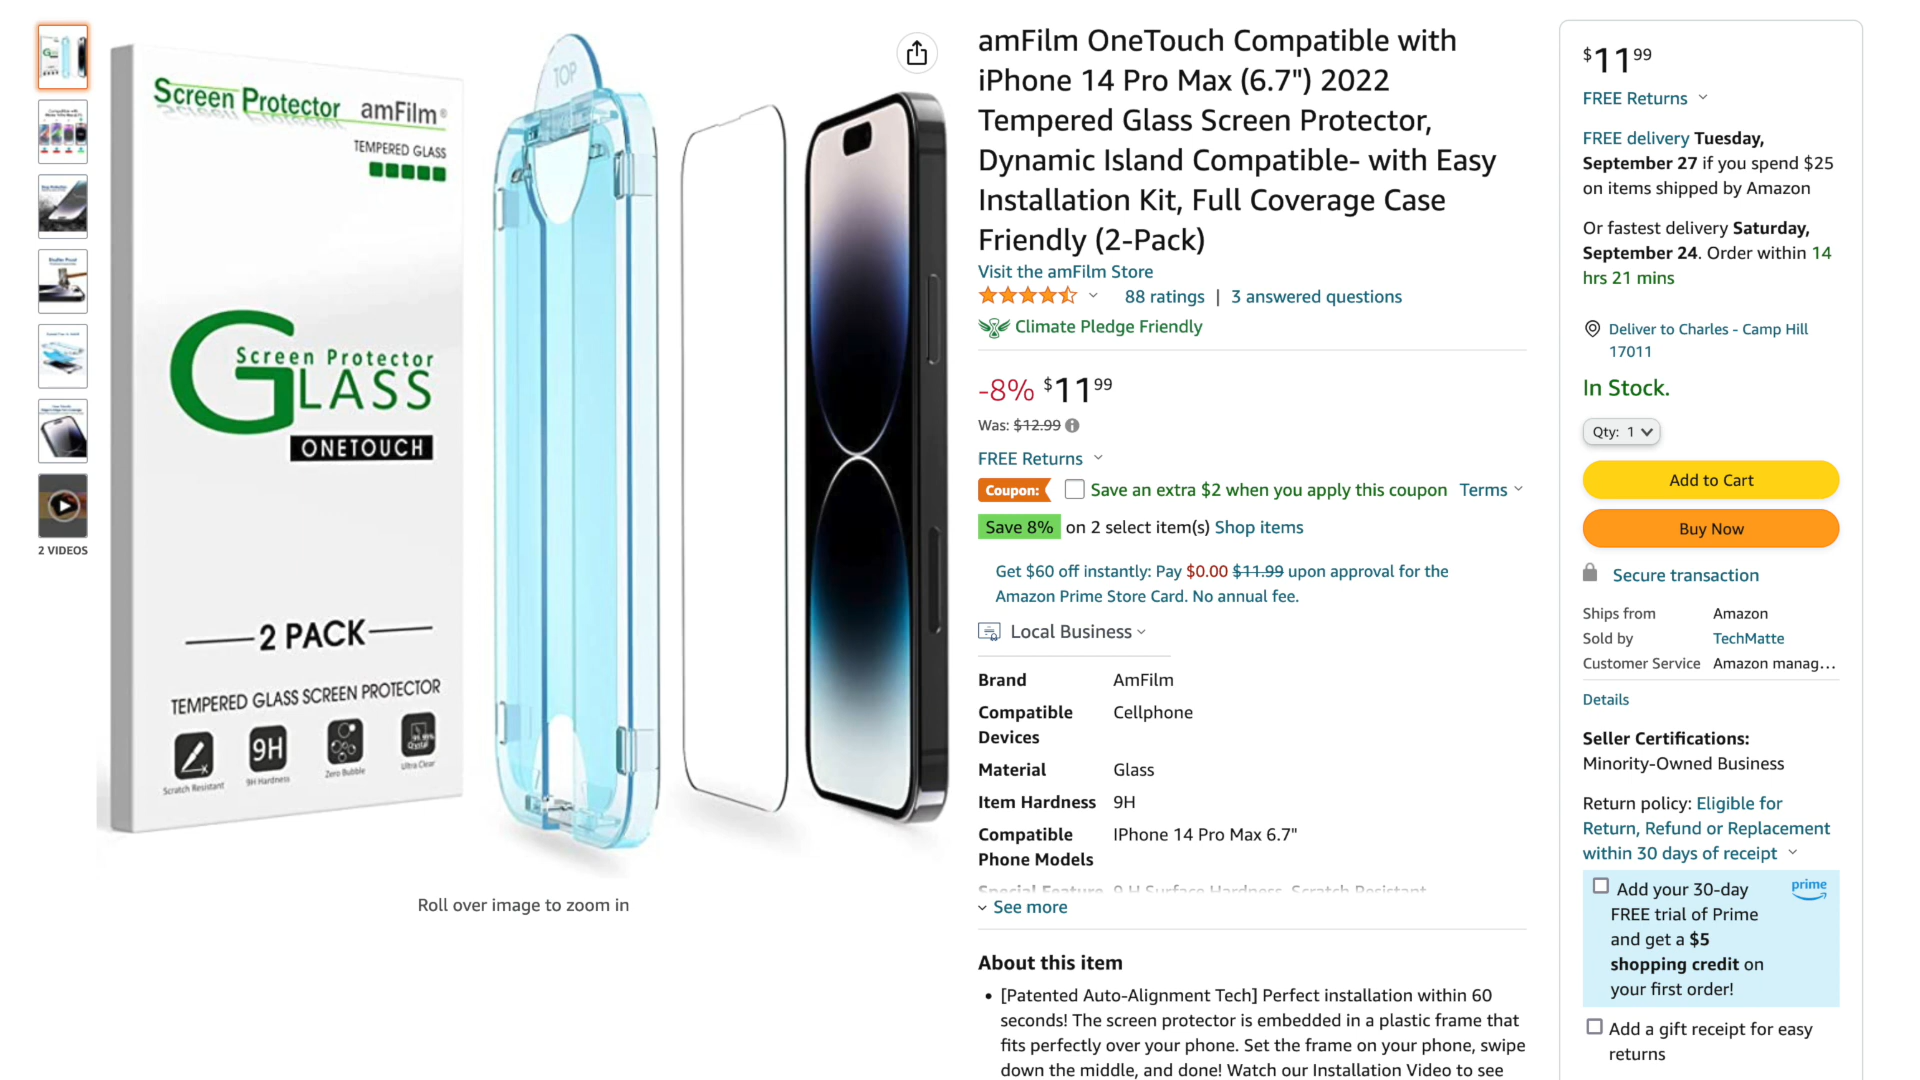 Screen Protector amFilm®
TEMPERED GLASS
Screen Protector
GLASS
ONETOUCH
2 PACK
TEMPERED GLASS SCREEN PROTECTOR
9H
Scratch Resistant
9H Hardness
Zero Bubble
Ultra Clear
TOP
2 VIDEOS
Roll over image to zoom in
amFilm OneTouch Compatible with
iPhone 14 Pro Max (6.7") 2022
Tempered Glass Screen Protector,
Dynamic Island Compatible- with Easy
Installation Kit, Full Coverage Case
Friendly (2-Pack)
Visit the amFilm Store
88 ratings | 3 answered questions
Climate Pledge Friendly
-8% $11 99
Was: $12.99
FREE Returns
Coupon: Save an extra $2 when you apply this coupon Terms
Save 8% on 2 select item(s) Shop items
Get $60 off instantly: Pay $0.00 $11.99 upon approval for the
Amazon Prime Store Card. No annual fee.
Local Business
Brand AmFilm
Compatible Devices Cellphone
Material Glass
Item Hardness 9H
Compatible Phone Models IPhone 14 Pro Max 6.7"
Special Feature 9 H Surface Hardness, Scratch Resistant
See more
About this item
• [Patented Auto-Alignment Tech] Perfect installation within 60
seconds! The screen protector is embedded in a plastic frame that
fits perfectly over your phone. Set the frame on your phone, swipe
down the middle, and done! Watch our Installation Video to see
$11 99
FREE Returns
FREE delivery Tuesday,
September 27 if you spend $25
on items shipped by Amazon
Or fastest delivery Saturday,
September 24. Order within 14
hrs 21 mins
Deliver to Charles - Camp Hill
17011
In Stock.
Qty: 1
Add to Cart
Buy Now
Secure transaction
Ships from Amazon
Sold by TechMatte
Customer Service Amazon manag...
Details
Seller Certifications:
Minority-Owned Business
Return policy: Eligible for
Return, Refund or Replacement
within 30 days of receipt
Add your 30-day prime
FREE trial of Prime
and get a $5
shopping credit on
your first order!
Add a gift receipt for easy
returns